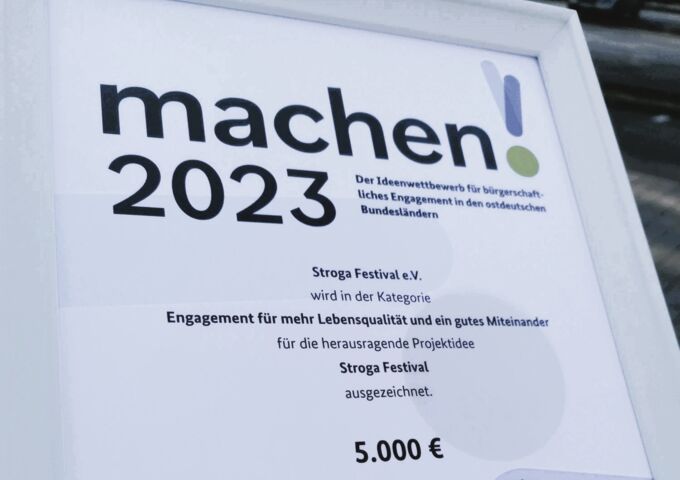 machen!
2023
Der Ideenwettbewerb für bürgerschaft-
liches Engagement in den ostdeutschen
Bundesländern
Stroga Festival e.V.
wird in der Kategorie
Engagement für mehr Lebensqualität und ein gutes Miteinander
für die herausragende Projektidee
Stroga Festival
ausgezeichnet.
5.000 €